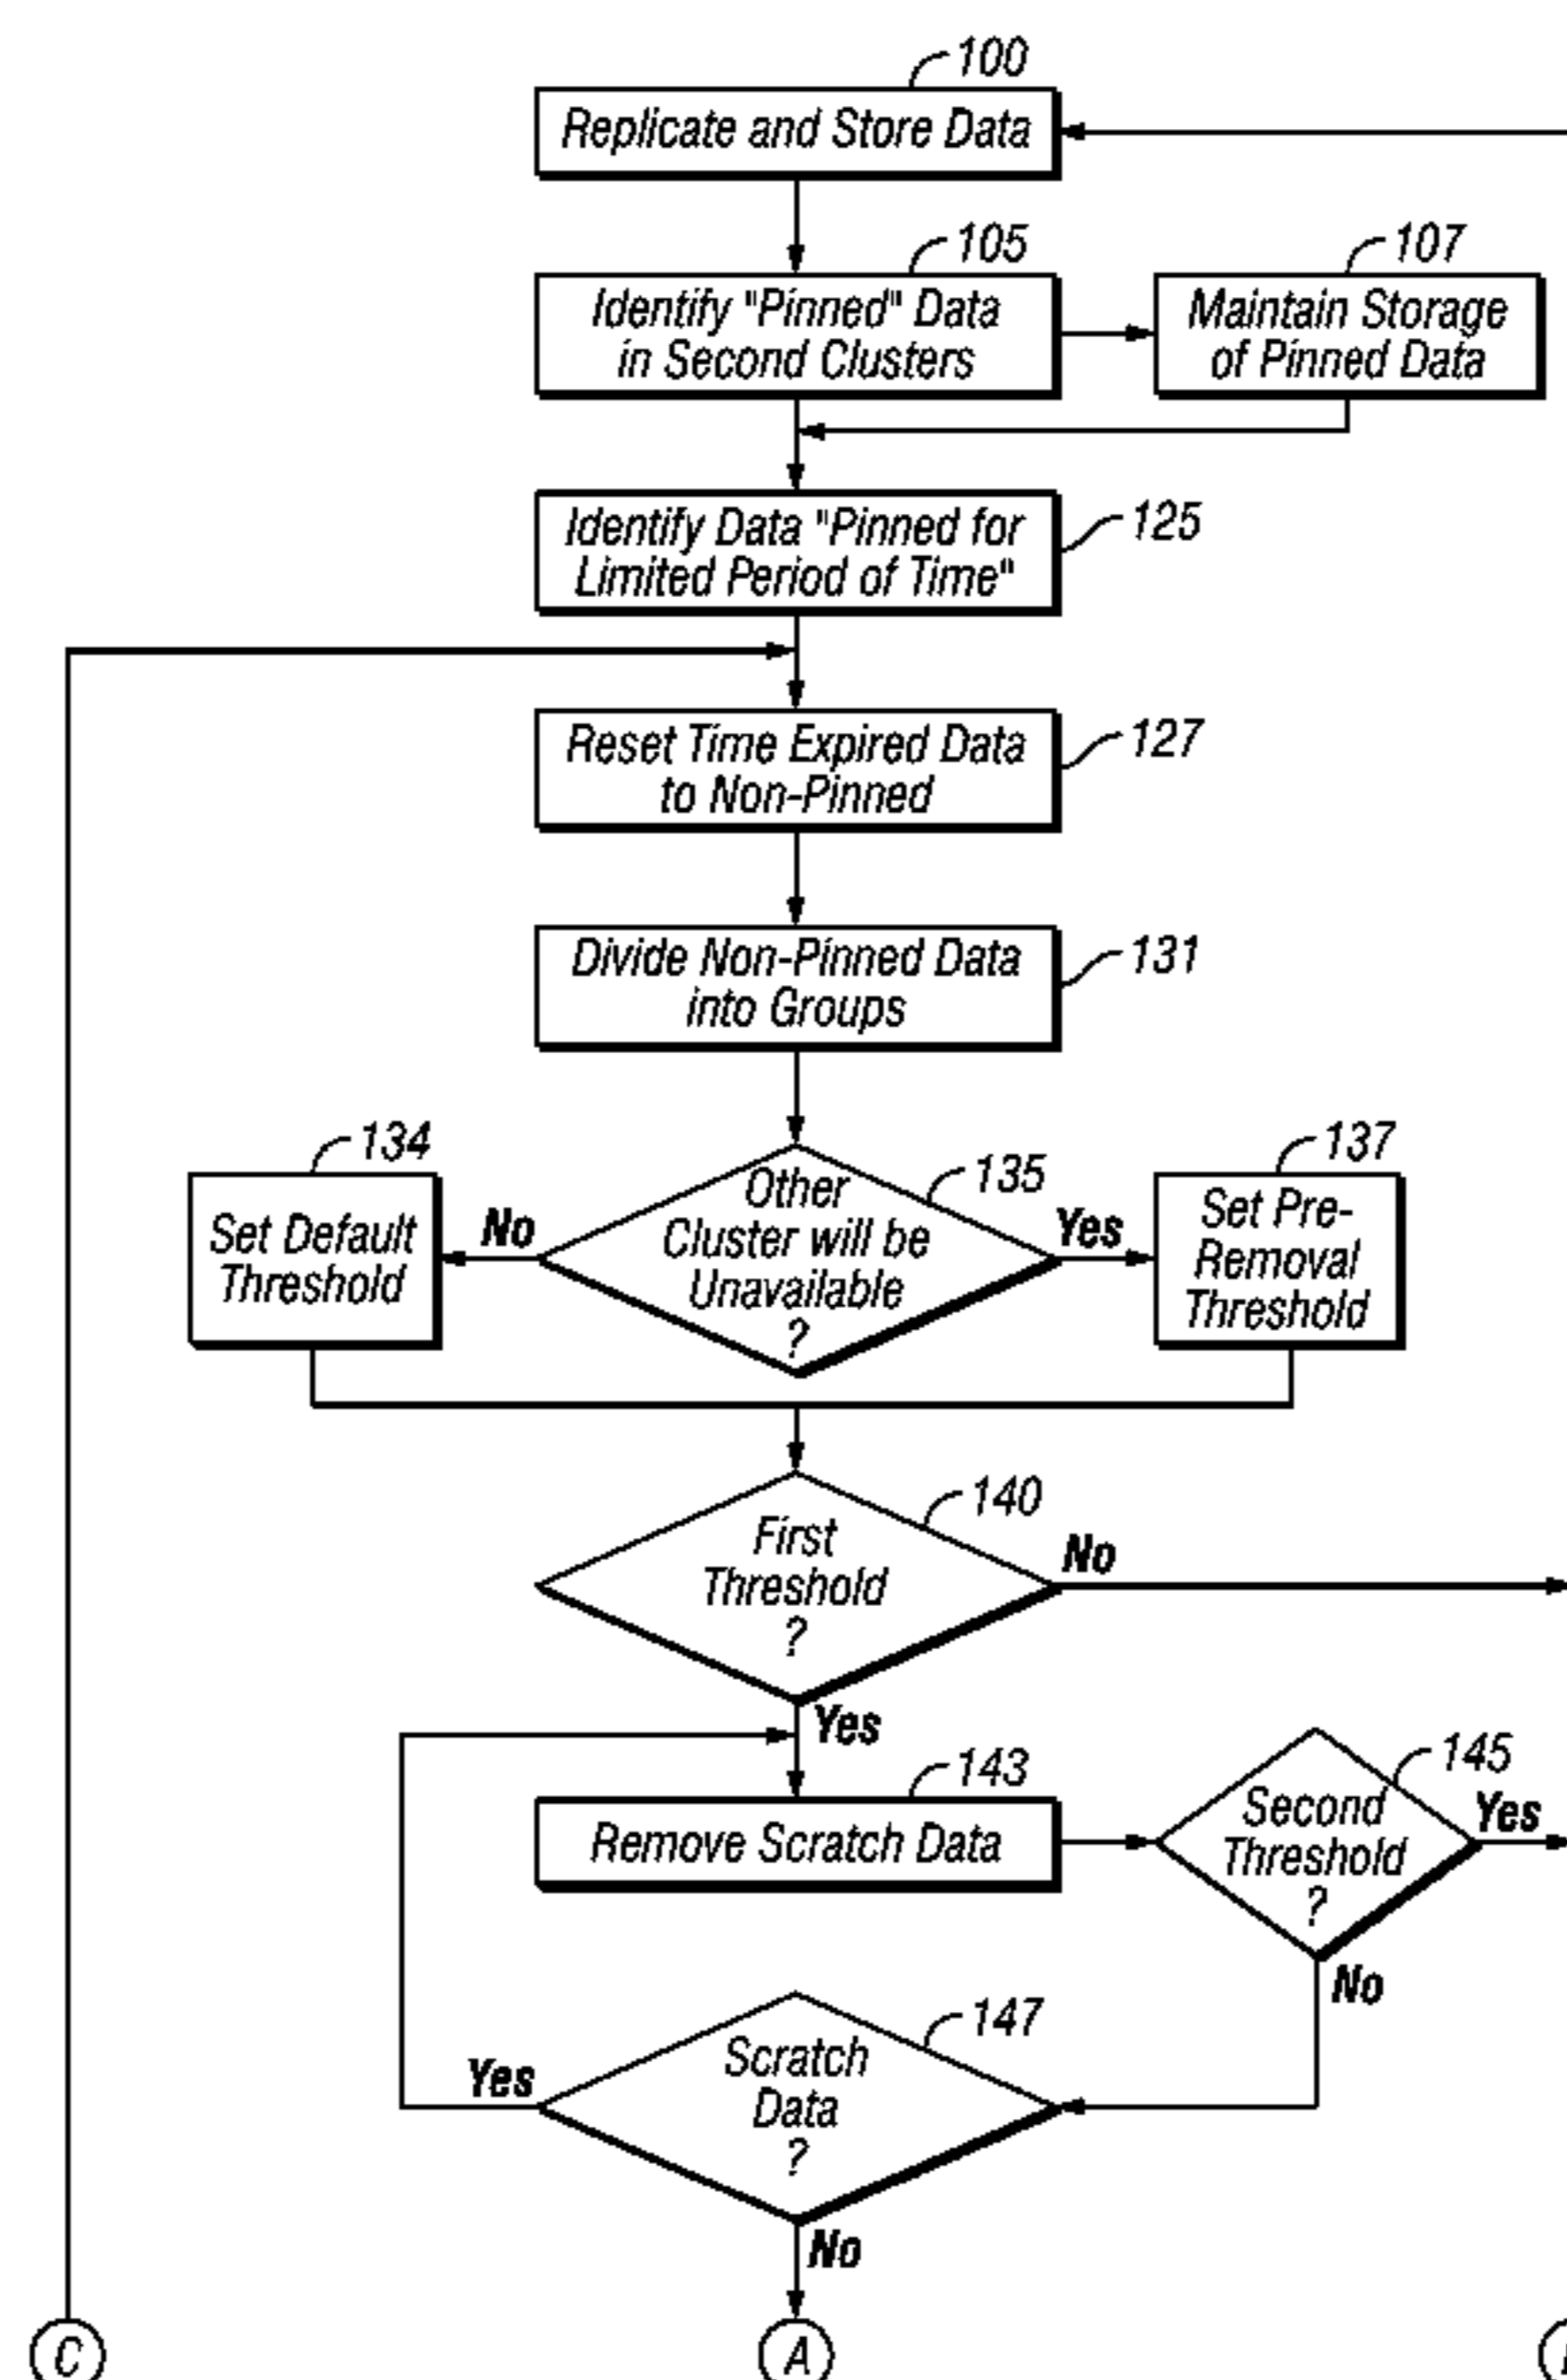 100
Replicate and Store Data
105
Identify "Pinned" Data
in Second Clusters
107
Maintain Storage
of Pinned Data
Identify Data "Pinned for
Limited Period of Time"
125
Reset Time Expired Data
to Non-Pinned
127
Divide Non-Pinned Data
into Groups
131
134
Set Default
Threshold
No
135
Other
Cluster will be
Unavailable
?
Yes
137
Set Pre-
Removal
Threshold
140
First
Threshold
?
No
Yes
143
Remove Scratch Data
145
Second
Threshold
?
Yes
No
147
Scratch
Data
?
Yes
No
C
A